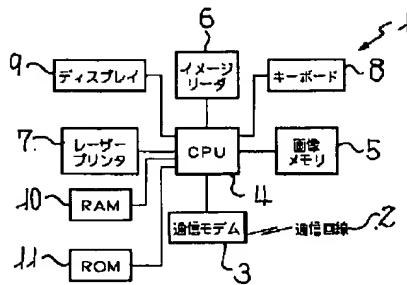 6
1
9
ディスプレイ
イメージ
リーダ
キーボード
8
7
レーザー
プリンタ
CPU
画像
メモリ
5
10
RAM
4
通信モデム
通信回線
2
3
11
ROM